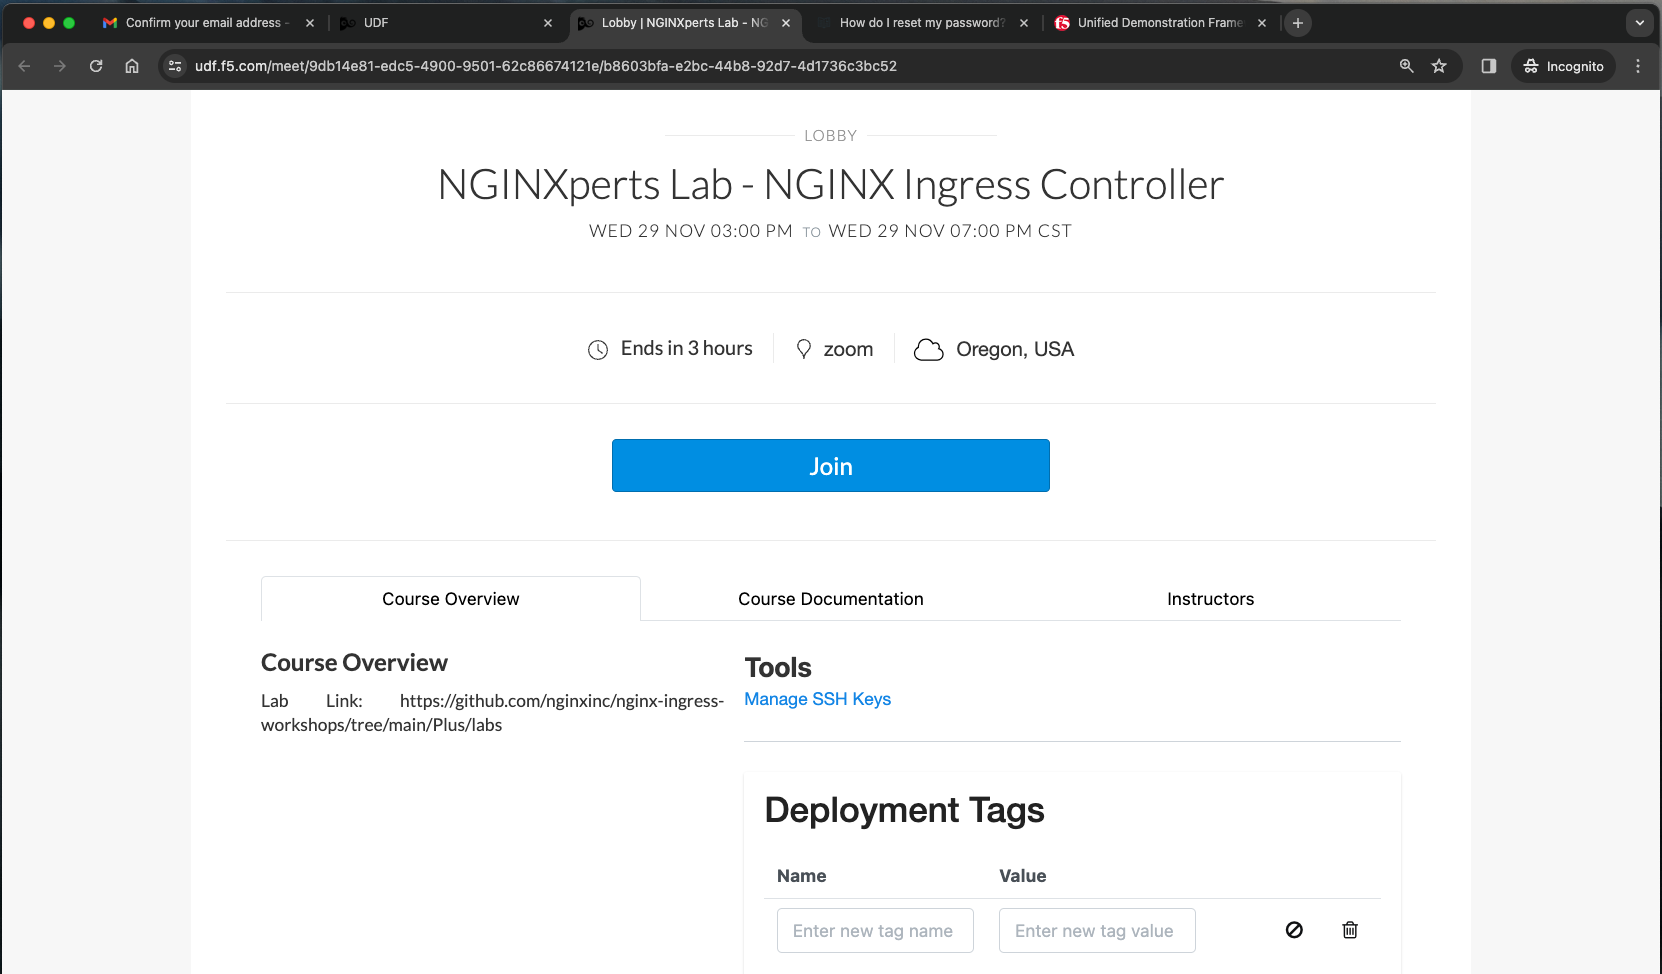 Confirm your email address -
UDF
Lobby | NGINXperts Lab - NG
How do I reset my password?
Unified Demonstration Frame
udf.f5.com/meet/9db14e81-edc5-4900-9501-62c86674121e/b8603bfa-e2bc-44b8-92d7-4d1736c3bc52
Incognito
LOBBY
NGINXperts Lab - NGINX Ingress Controller
WED 29 NOV 03:00 PM TO WED 29 NOV 07:00 PM CST
Ends in 3 hours
zoom
Oregon, USA
Join
Course Overview
Course Documentation
Instructors
Course Overview
Lab Link: https://github.com/nginxinc/nginx-ingress-
workshops/tree/main/Plus/labs
Tools
Manage SSH Keys
Deployment Tags
Name Value
Enter new tag name Enter new tag value